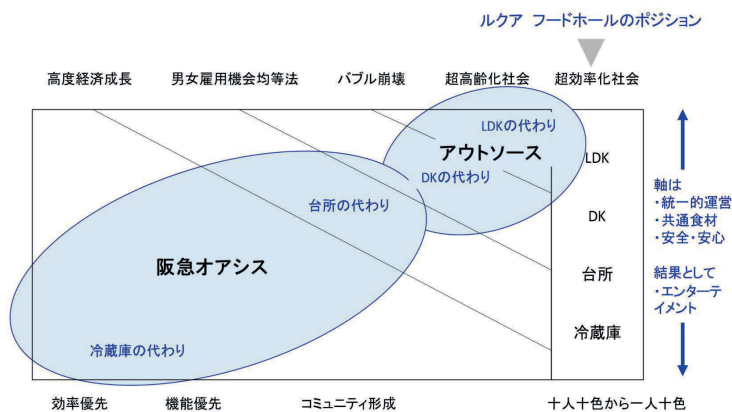 ルクア フードホールのポジション
高度経済成長 男女雇用機会均等法 バブル崩壊 超高齢化社会 超効率化社会
LDKの代わり
アウトソース
LDK
DKの代わり
台所の代わり
DK
阪急オアシス
台所
冷蔵庫
冷蔵庫の代わり
軸は
・統一的運営
・共通食材
・安全・安心
結果として
・エンターテ
イメント
効率優先 機能優先 コミュニティ形成 十人十色から一人十色